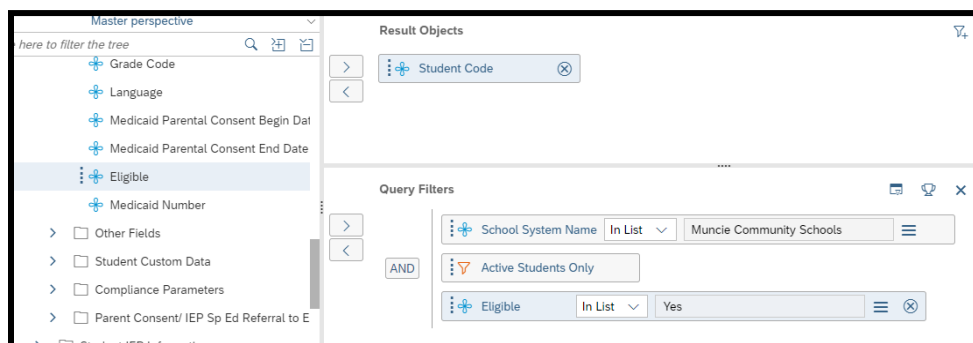 Master perspective
here to filter the tree
Grade Code
Language
Medicaid Parental Consent Begin Dat
Medicaid Parental Consent End Date
Eligible
Medicaid Number
Other Fields
Student Custom Data
Compliance Parameters
Parent Consent/ IEP Sp Ed Referral to E
Result Objects
Student Code
Query Filters
School System Name In List Muncie Community Schools
AND
Active Students Only
Eligible In List Yes